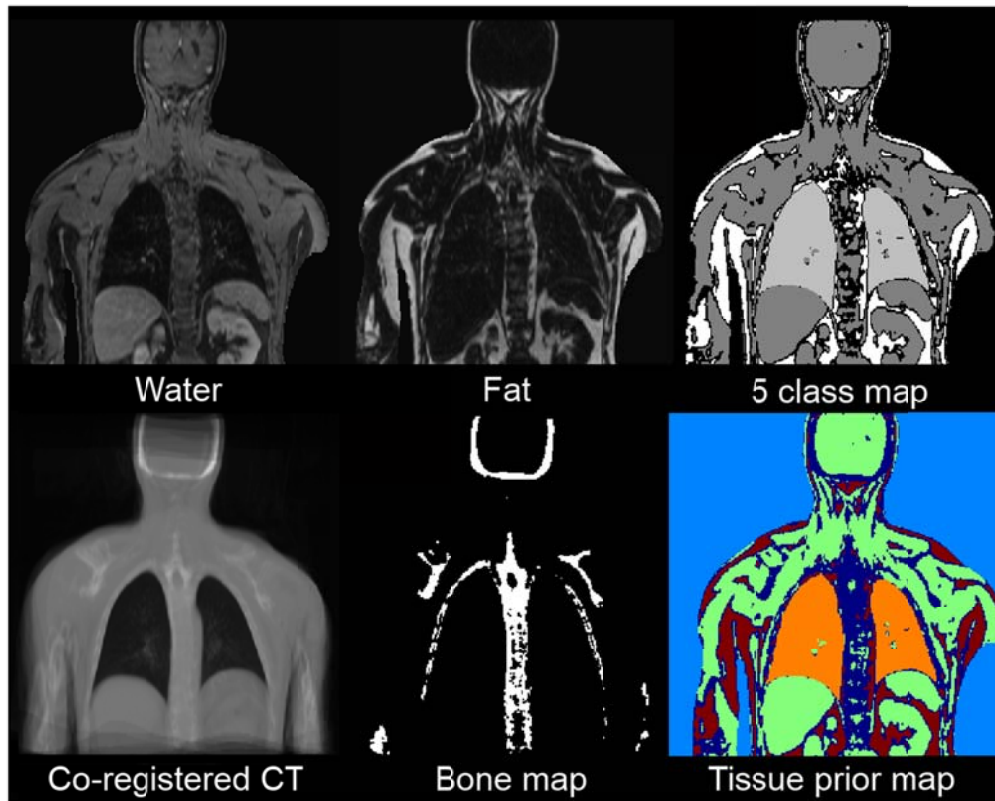 Water
Fat
5 class map
Co-registered CT
Bone map
Tissue prior map